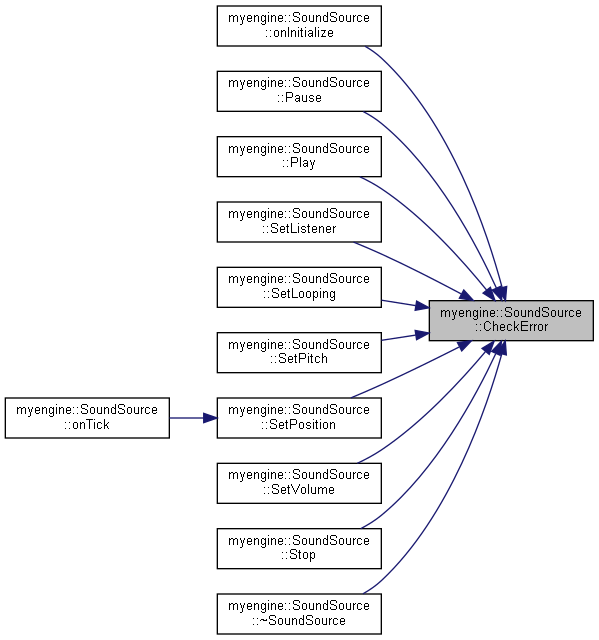 myengine::SoundSource
::onInitialize
myengine::SoundSource
::Pause
myengine::SoundSource
::Play
myengine::SoundSource
::SetListener
myengine::SoundSource
::SetLooping
myengine::SoundSource
::CheckError
myengine::SoundSource
::SetPitch
myengine::SoundSource
::onTick
myengine::SoundSource
::SetPosition
myengine::SoundSource
::SetVolume
myengine::SoundSource
::Stop
myengine::SoundSource
::~SoundSource